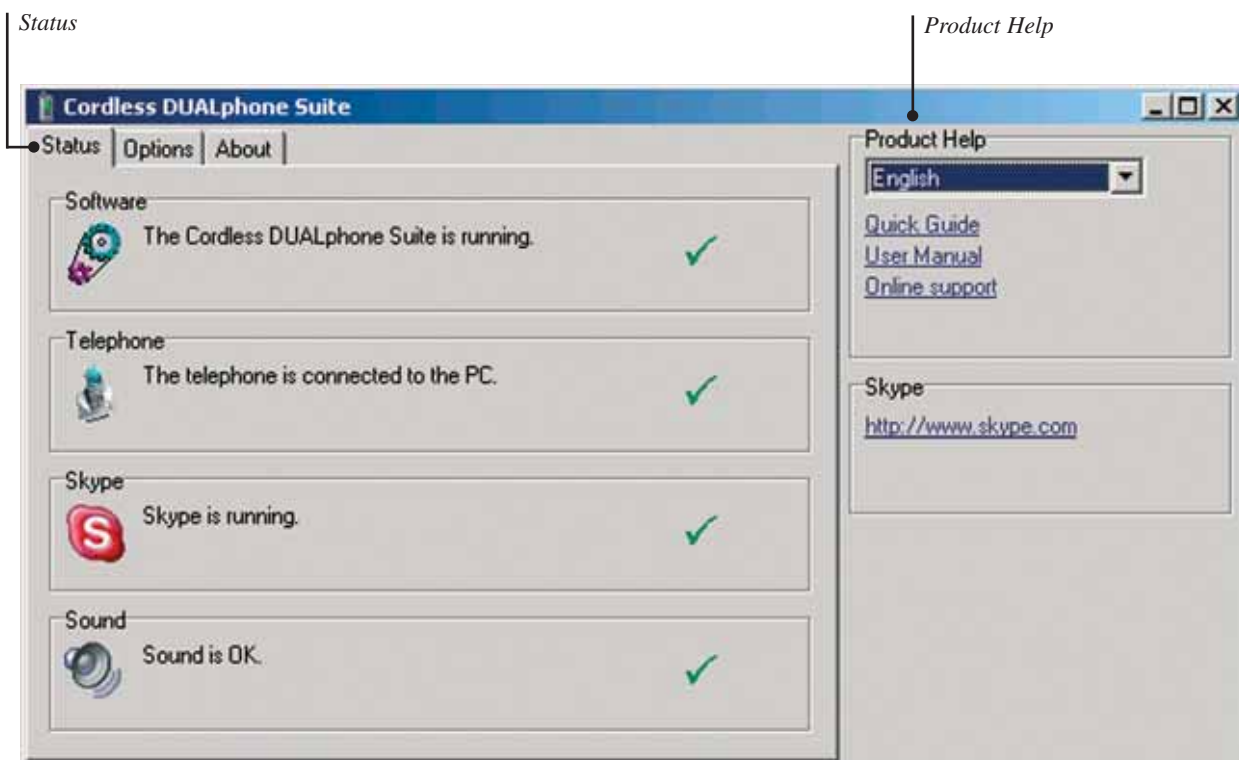 Status
Product Help
Cordless DUALphone Suite
Status Options About
Software
The Cordless DUALphone Suite is running.
Telephone
The telephone is connected to the PC.
Skype
Skype is running.
Sound
Sound is OK.
Product Help
English
Quick Guide
User Manual
Online support
Skype
http://www.skype.com